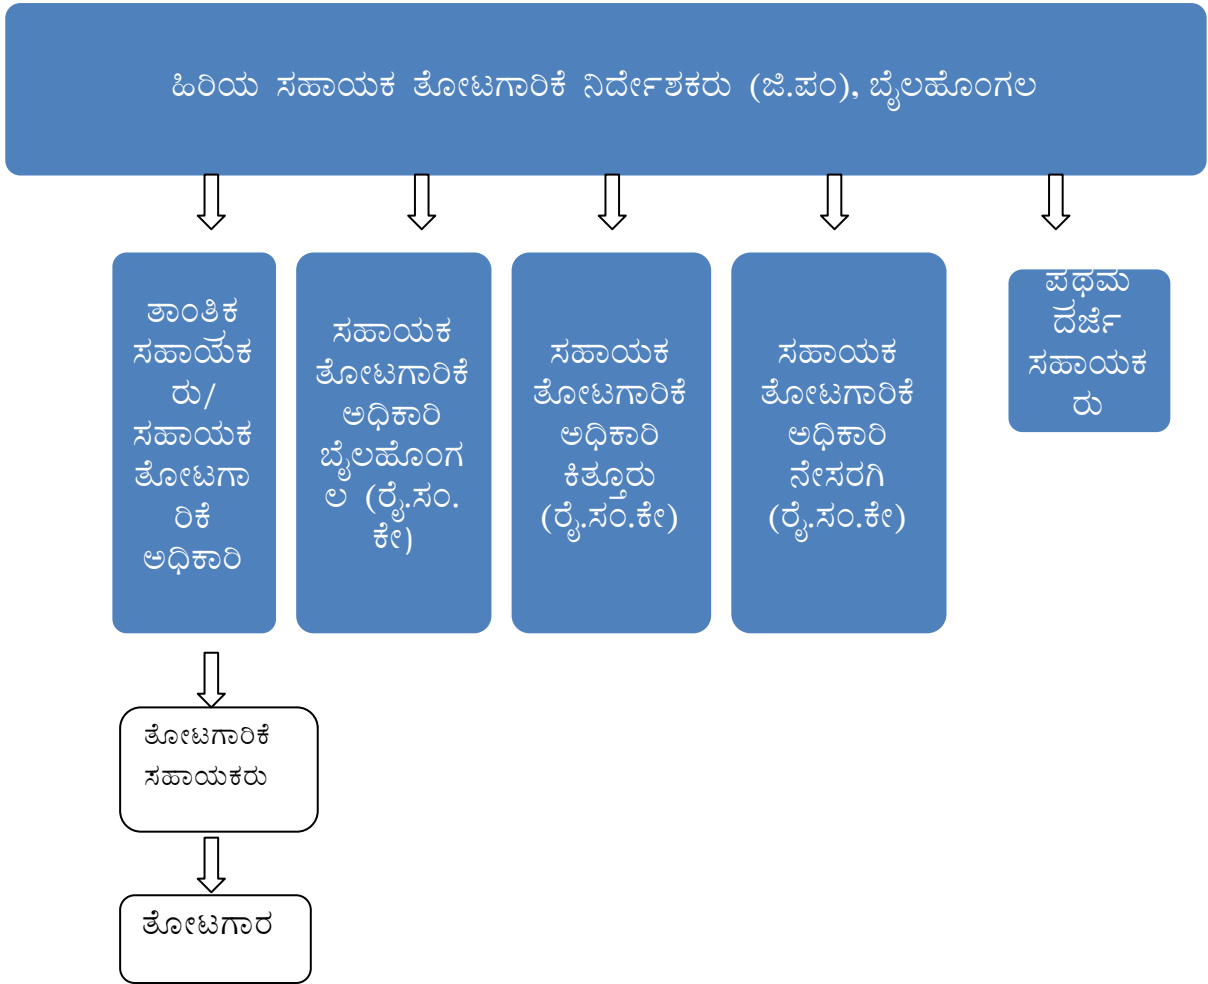 ಹಿರಿಯ ಸಹಾಯಕ ತೋಟಗಾರಿಕೆ ನಿರ್ದೇಶಕರು (ಜಿ.ಪಂ), ಬೈಲಹೊಂಗಲ
ತಾಂತ್ರಿಕ
ಸಹಾಯಕ
ರು/
ಸಹಾಯಕ
ತೋಟಗಾ
ರಿಕೆ
ಅಧಿಕಾರಿ
ಸಹಾಯಕ
ತೋಟಗಾರಿಕೆ
ಅಧಿಕಾರಿ
ಬೈಲಹೊಂಗ
ಲ (ರೈ.ಸಂ.
ಕೇ)
ಸಹಾಯಕ
ತೋಟಗಾರಿಕೆ
ಅಧಿಕಾರಿ
ಕಿತ್ತೂರು
(ರೈ.ಸಂ.ಕೇ)
ಸಹಾಯಕ
ತೋಟಗಾರಿಕೆ
ಅಧಿಕಾರಿ
ನೇಸರಗಿ
(ರೈ.ಸಂ.ಕೇ)
ಪ್ರಥಮ
ದರ್ಜೆ
ಸಹಾಯಕ
ರು
ತೋಟಗಾರಿಕೆ
ಸಹಾಯಕರು
ತೋಟಗಾರ